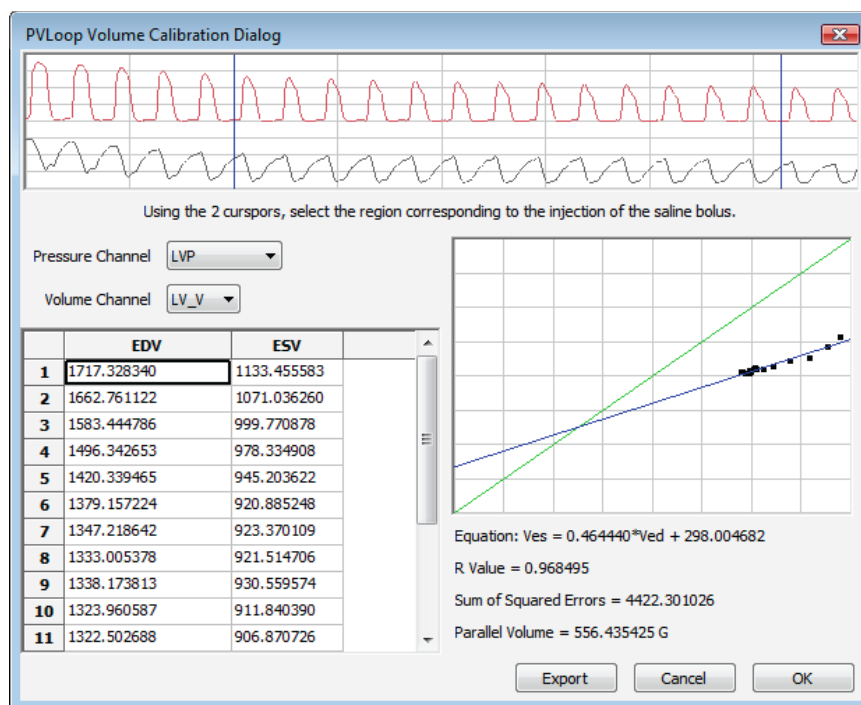 PVLoop Volume Calibration Dialog
Using the 2 curspors, select the region corresponding to the injection of the saline bolus.
Pressure Channel LVP
Volume Channel LV_V
EDV ESV
1 1717.328340 1133.455583
2 1662.761122 1071.036260
3 1583.444786 999.770878
4 1496.342653 978.334908
5 1420.339465 945.203622
6 1379.157224 920.885248
7 1347.218642 923.370109
8 1333.005378 921.514706
9 1338.173813 930.559574
10 1323.960587 911.840390
11 1322.502688 906.870726
Equation: Ves = 0.464440*Ved + 298.004682
R Value = 0.968495
Sum of Squared Errors = 4422.301026
Parallel Volume = 556.435425 G
Export Cancel OK